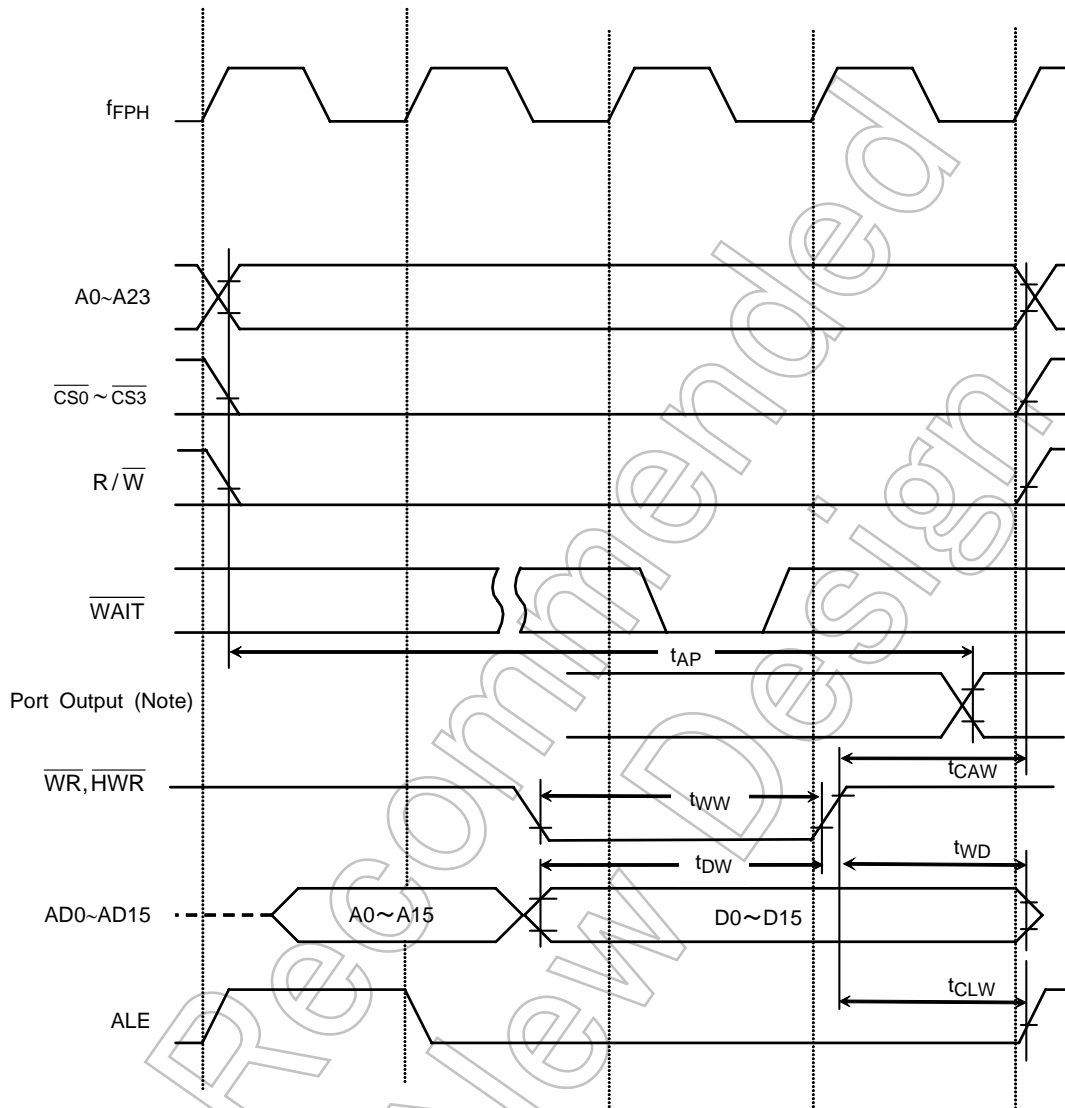 fFPH
A0~A23
CS0 ~ CS3
R / W
WAIT
tAP
Port Output (Note)
tCAW
WR, HWR
tWW
tWD
tDW
AD0~AD15
A0~A15
D0~D15
tCLW
ALE
Recommended
New Design